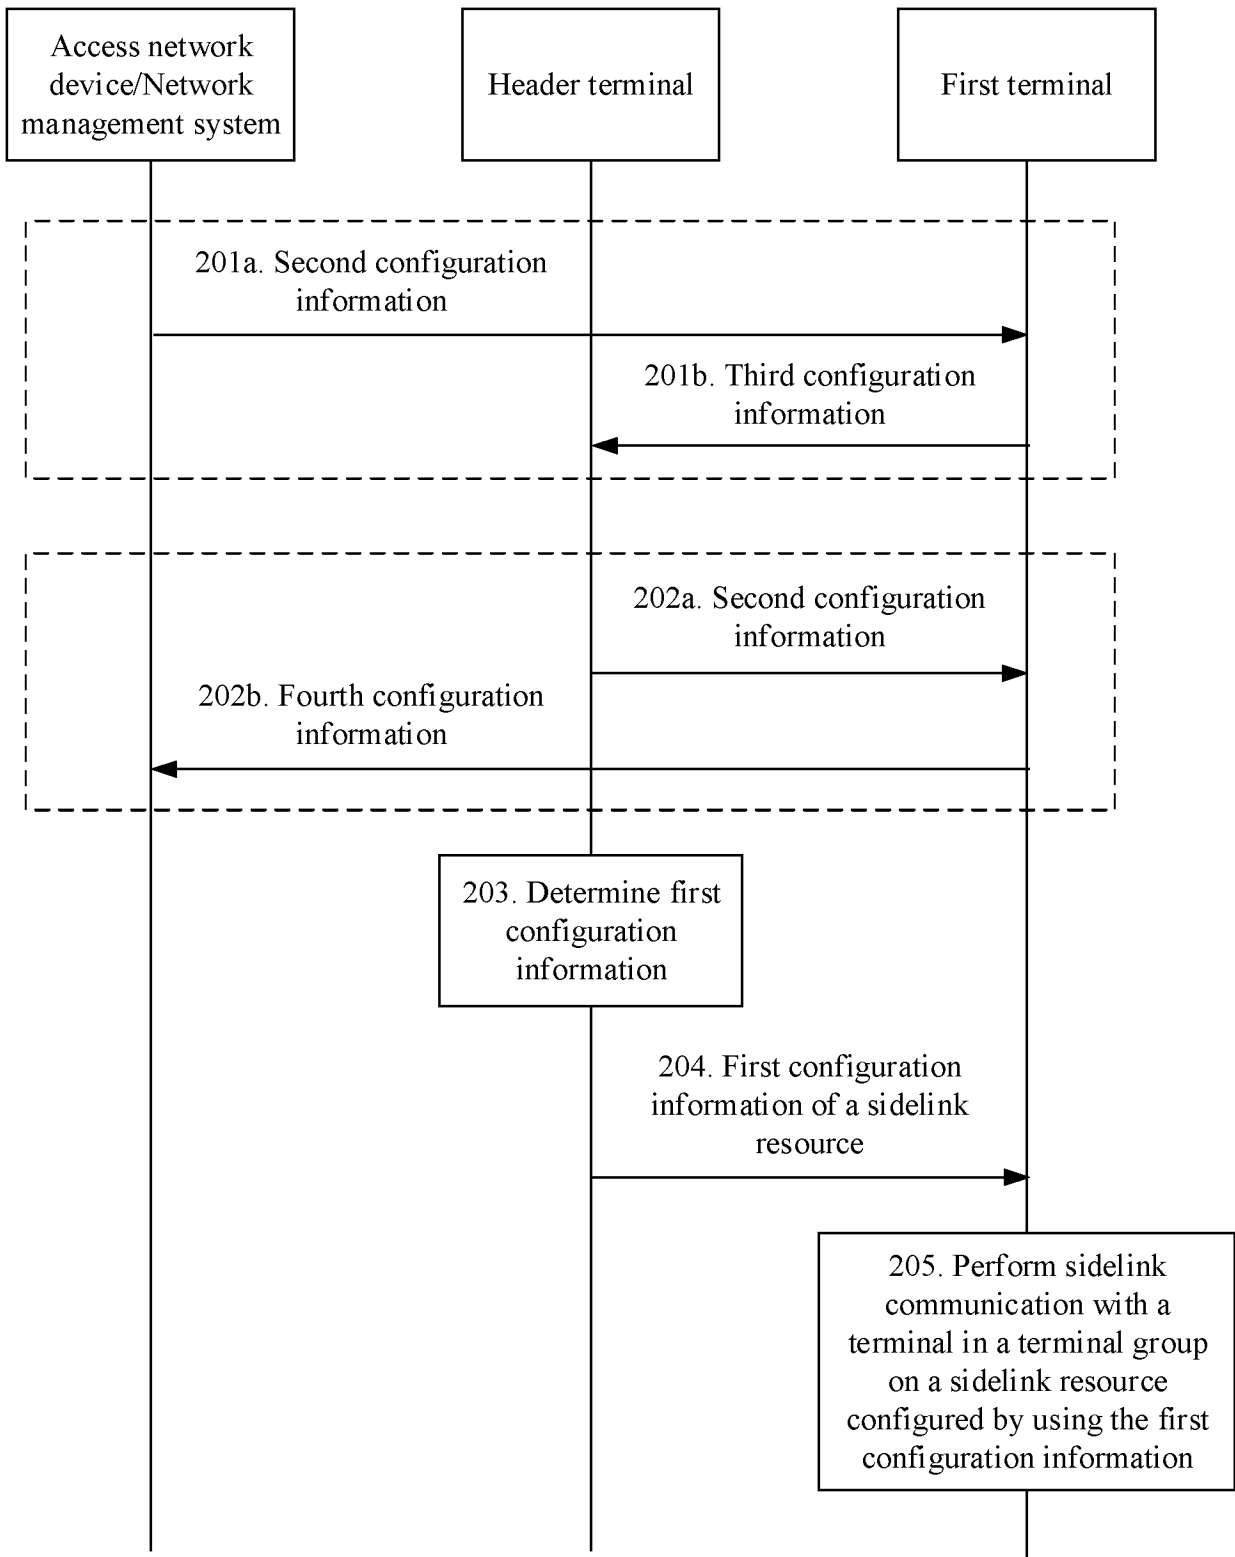 Access network
device/Network
management system
Header terminal
First terminal
201a. Second configuration
information
201b. Third configuration
information
202a. Second configuration
information
202b. Fourth configuration
information
203. Determine first
configuration
information
204. First configuration
information of a sidelink
resource
205. Perform sidelink
communication with a
terminal in a terminal group
on a sidelink resource
configured by using the first
configuration information